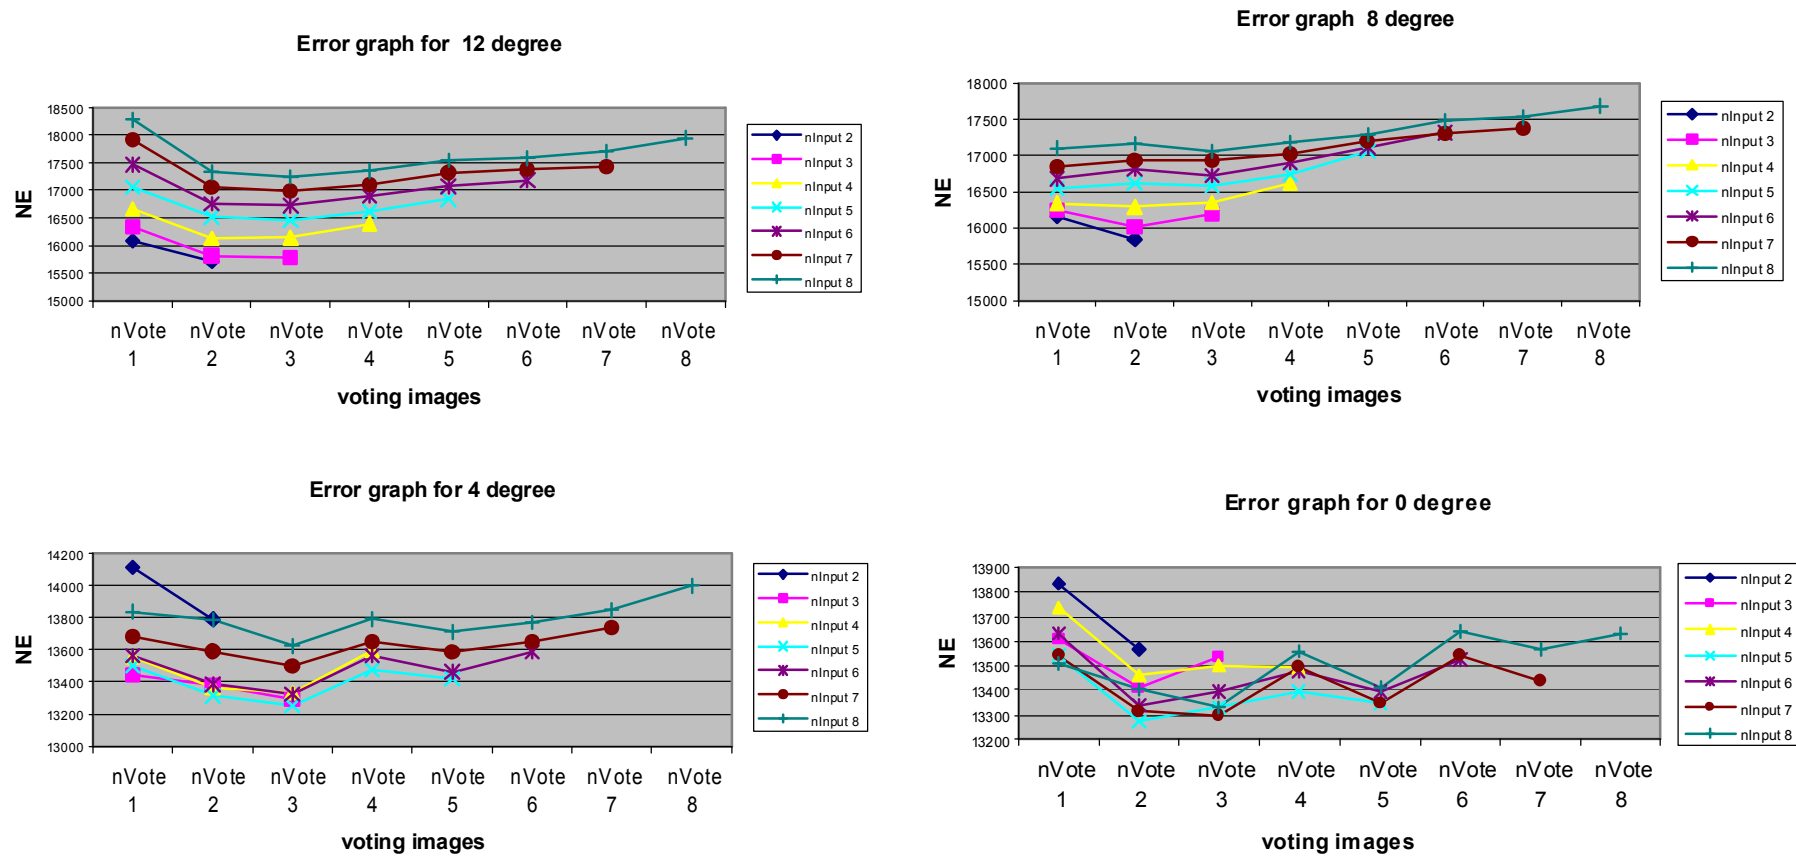 Error graph for 12 degree
NE
18500
18000
17500
17000
16500
16000
15500
15000
nVote 1
nVote 2
nVote 3
nVote 4
nVote 5
nVote 6
nVote 7
nVote 8
voting images
nInput 2
nInput 3
nInput 4
nInput 5
nInput 6
nInput 7
nInput 8
Error graph 8 degree
NE
18000
17500
17000
16500
16000
15500
15000
nVote 1
nVote 2
nVote 3
nVote 4
nVote 5
nVote 6
nVote 7
nVote 8
voting images
nInput 2
nInput 3
nInput 4
nInput 5
nInput 6
nInput 7
nInput 8
Error graph for 4 degree
NE
14200
14000
13800
13600
13400
13200
13000
nVote 1
nVote 2
nVote 3
nVote 4
nVote 5
nVote 6
nVote 7
nVote 8
voting images
nInput 2
nInput 3
nInput 4
nInput 5
nInput 6
nInput 7
nInput 8
Error graph for 0 degree
NE
13900
13800
13700
13600
13500
13400
13300
13200
nVote 1
nVote 2
nVote 3
nVote 4
nVote 5
nVote 6
nVote 7
nVote 8
voting images
nInput 2
nInput 3
nInput 4
nInput 5
nInput 6
nInput 7
nInput 8